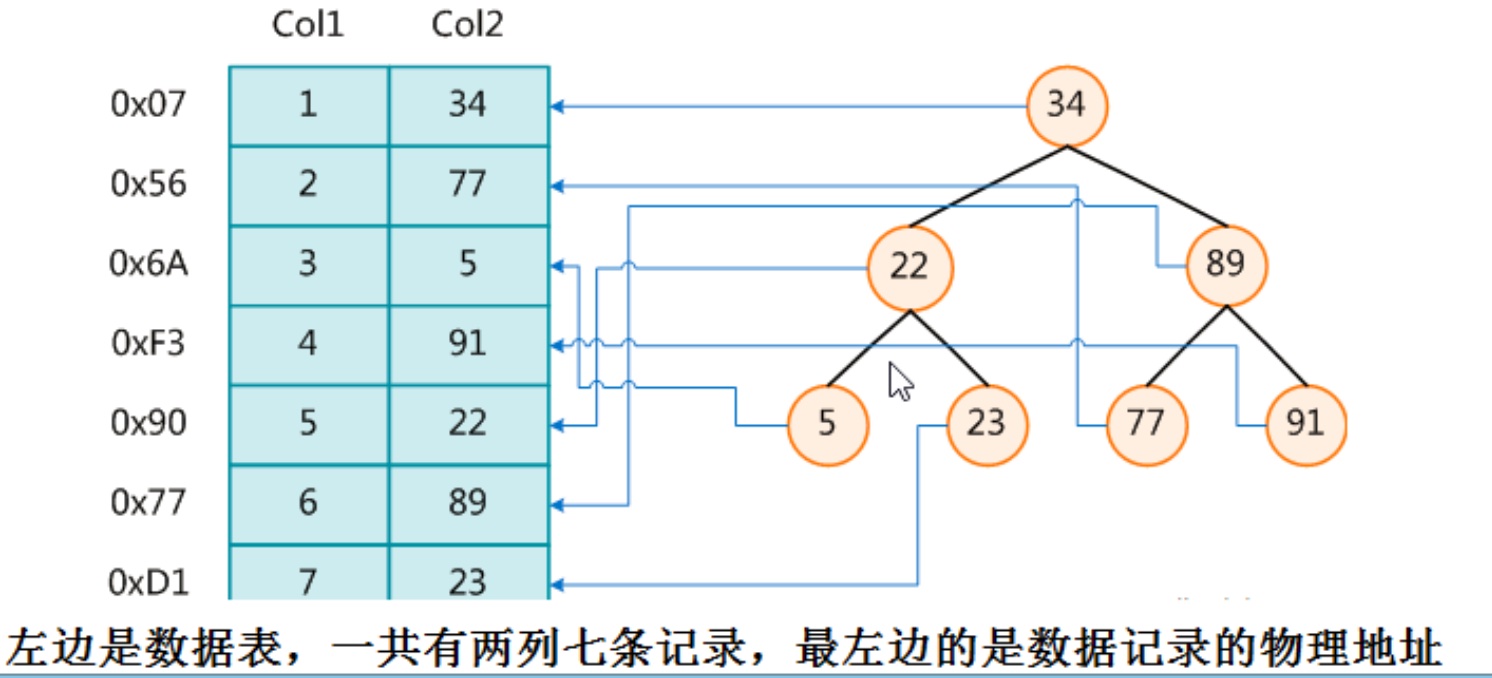 Col1 Col2
0x07 1 34 34
0x56 2 77
0x6A 3 5 22 89
0xF3 4 91
0x90 5 22 5 23 77 91
0x77 6 89
0xD1 7 23
左边是数据表，一共有两列七条记录，最左边的是数据记录的物理地址